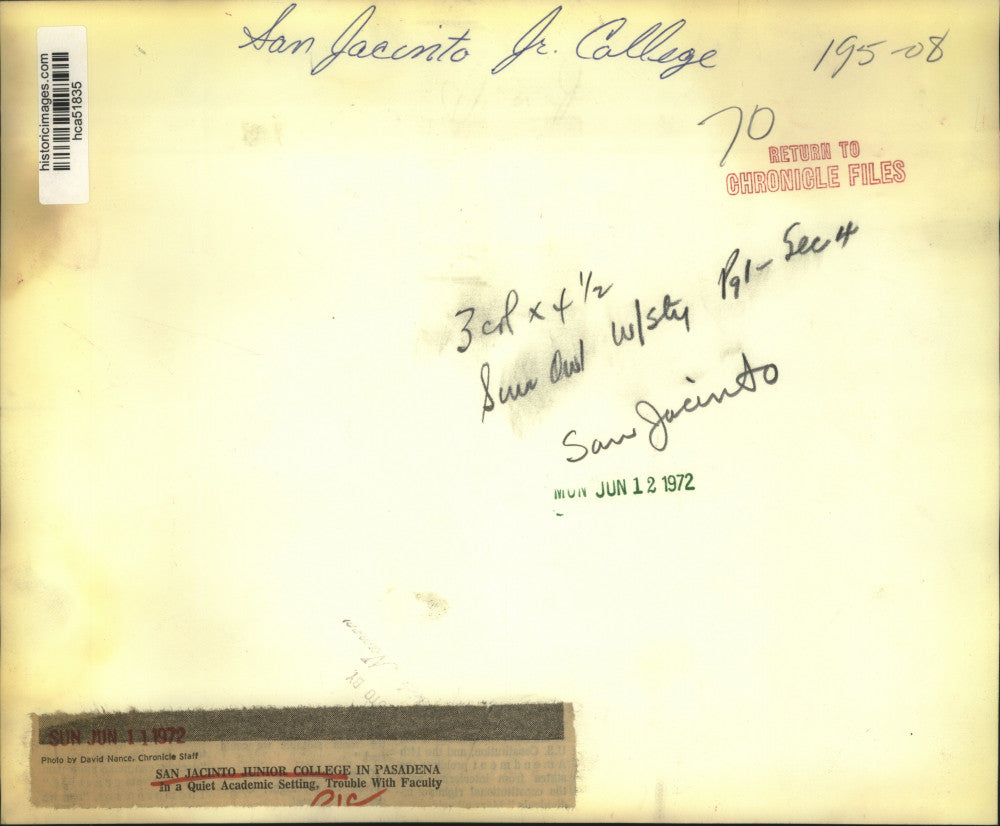 San Jacinto Jr. College 195-08
historicimages.com
hca51835
70
RETURN TO
CHRONICLE FILES
3 col x 4 1/2
Sun Owl w/sty Pg1- Sec 4
San Jacinto
MON JUN 12 1972
SUN JUN 11 1972
Photo by David Nance, Chronicle Staff
SAN JACINTO JUNIOR COLLEGE IN PASADENA
In a Quiet Academic Setting, Trouble With Faculty
PIC